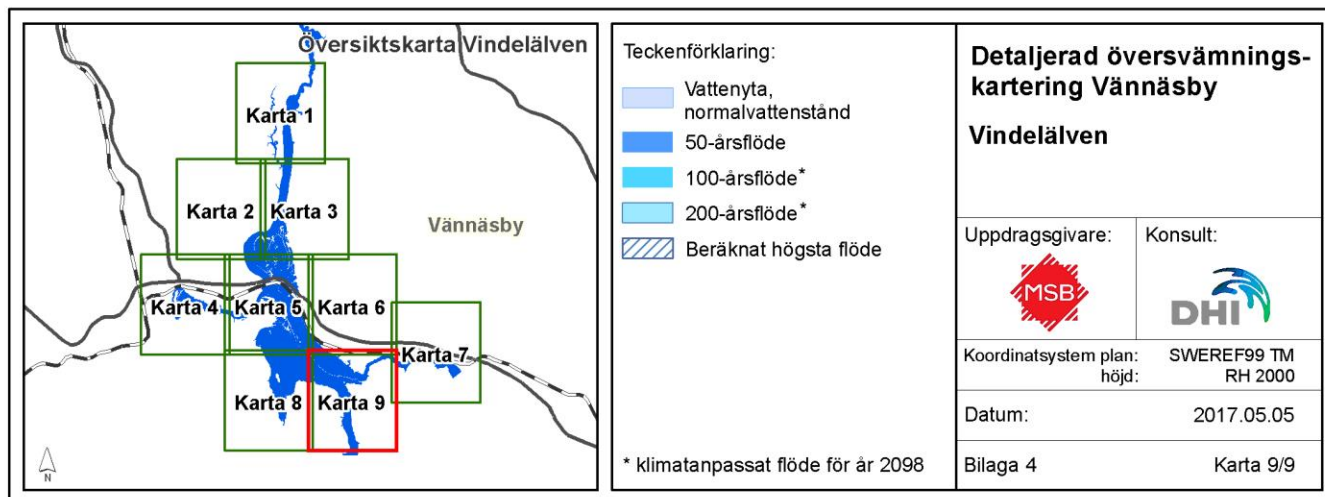 Översiktskarta Vindelälven
Karta 1
Karta 2
Karta 3
Vännäsby
Karta 4
Karta 5
Karta 6
Karta 7
Karta 8
Karta 9
N
Teckenförklaring:
Vattenyta,
normalvattenstånd
50-årsflöde
100-årsflöde*
200-årsflöde*
Beräknat högsta flöde
* klimatanpassat flöde för år 2098
Detaljerad översvämnings-
kartering Vännäsby
Vindelälven
Uppdragsgivare:
MSB
Konsult:
DHI
Koordinatsystem plan: SWEREF99 TM
höjd: RH 2000
Datum: 2017.05.05
Bilaga 4 Karta 9/9